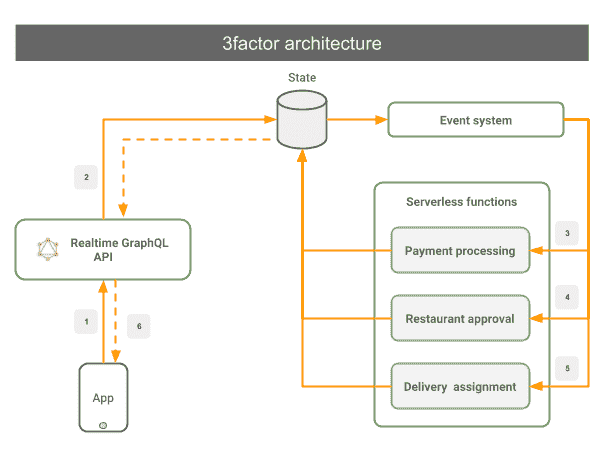 3factor architecture
State
Event system
2
Serverless functions
3
Realtime GraphQL
API
Payment processing
4
1
6
Restaurant approval
5
App
Delivery assignment